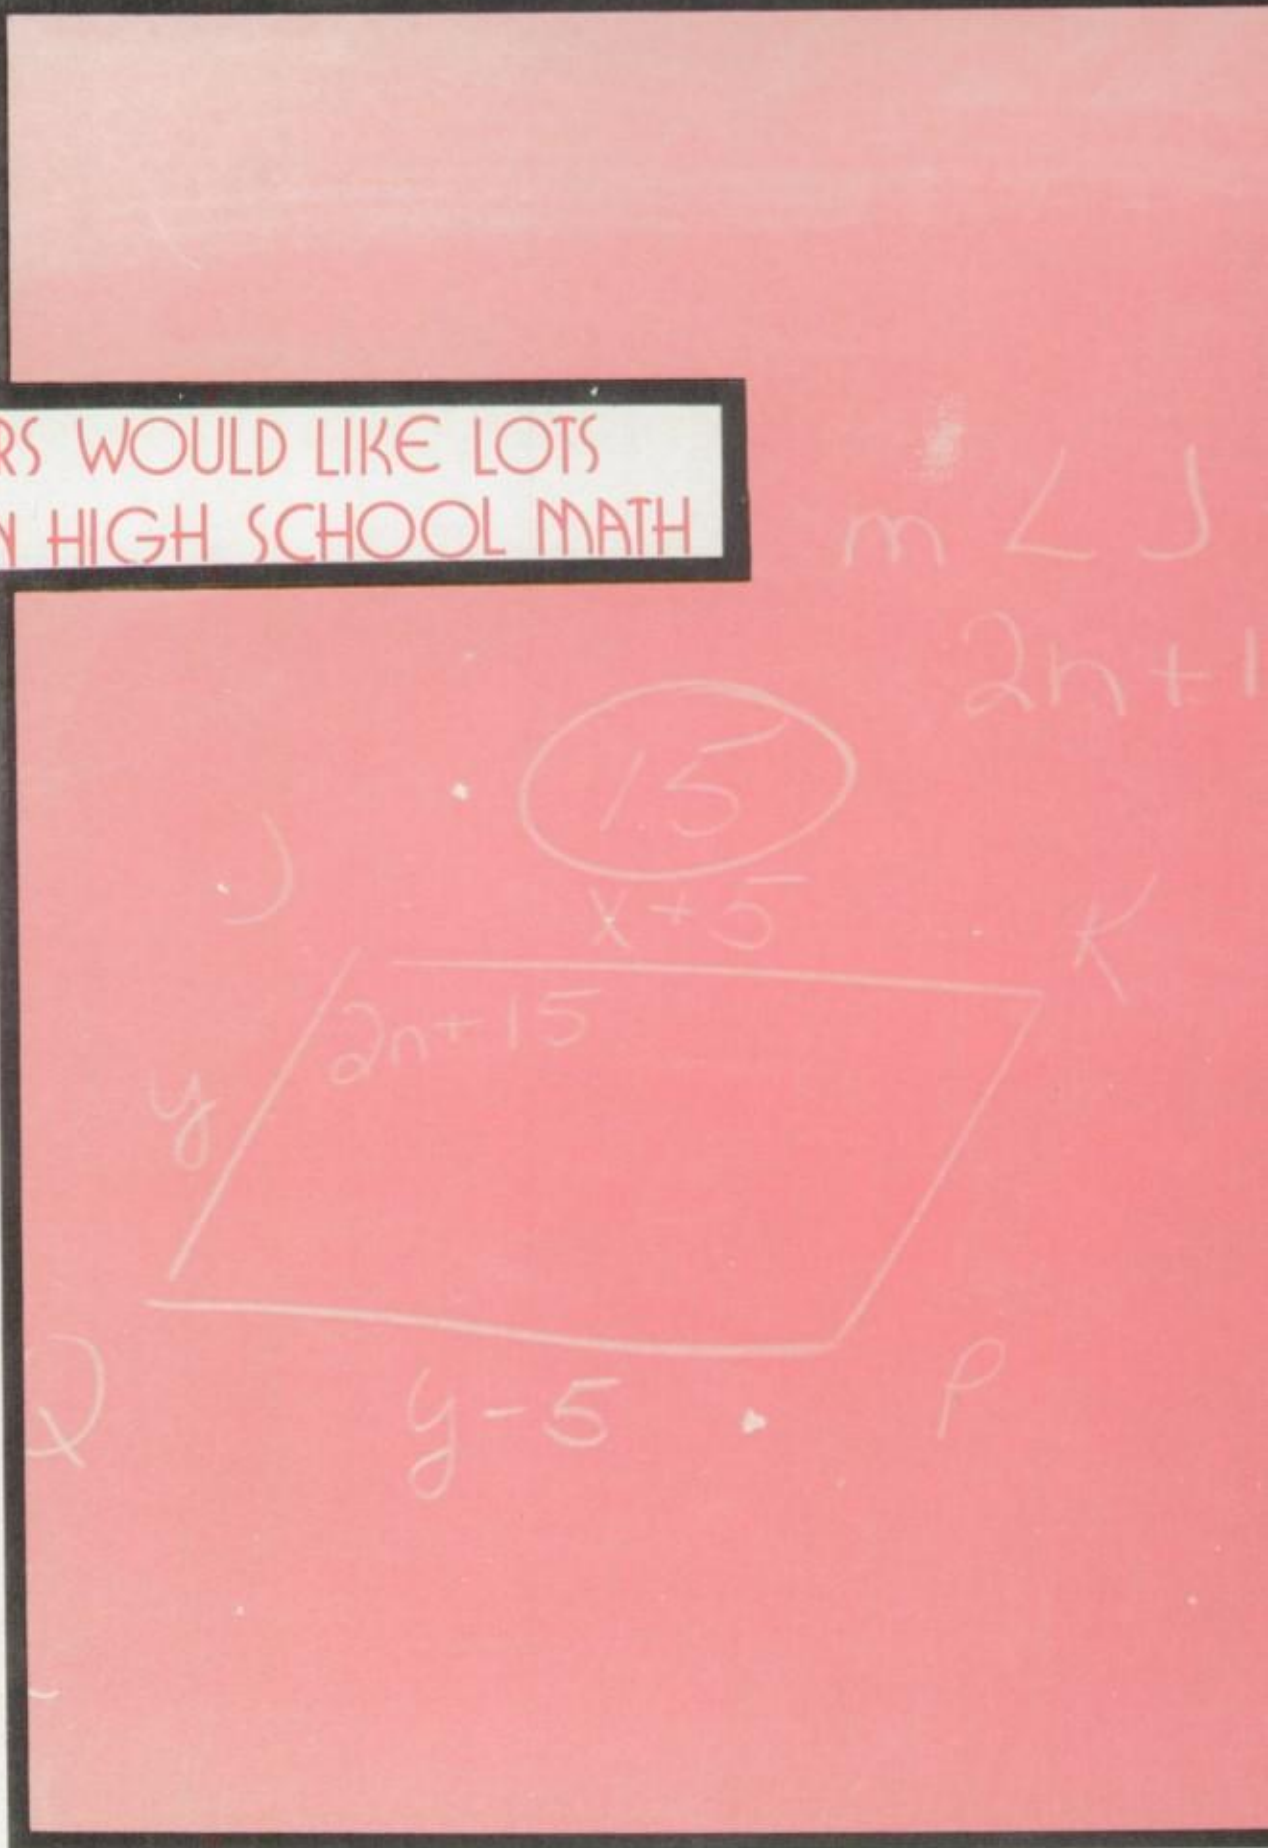 RS WOULD LIKE LOTS
N HIGH SCHOOL MATH
m ∠ J
2n + 1
15
J
x + 5
K
2n + 15
y
Q
y - 5
P